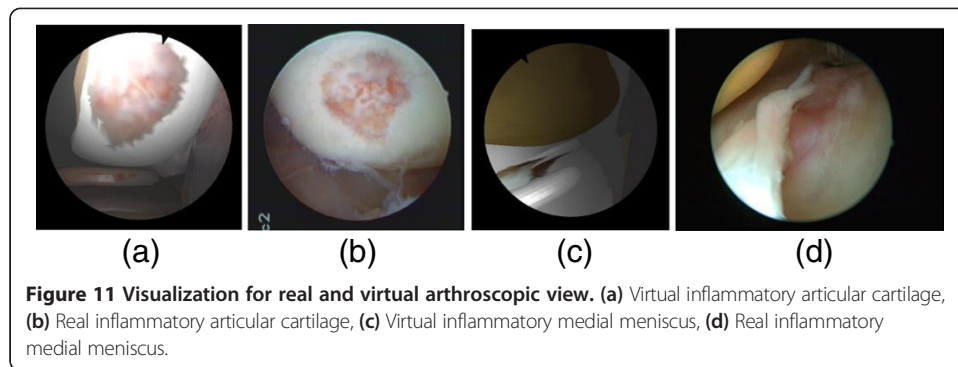 c2
(a) (b) (c) (d)
Figure 11 Visualization for real and virtual arthroscopic view. (a) Virtual inflammatory articular cartilage,
(b) Real inflammatory articular cartilage, (c) Virtual inflammatory medial meniscus, (d) Real inflammatory
medial meniscus.